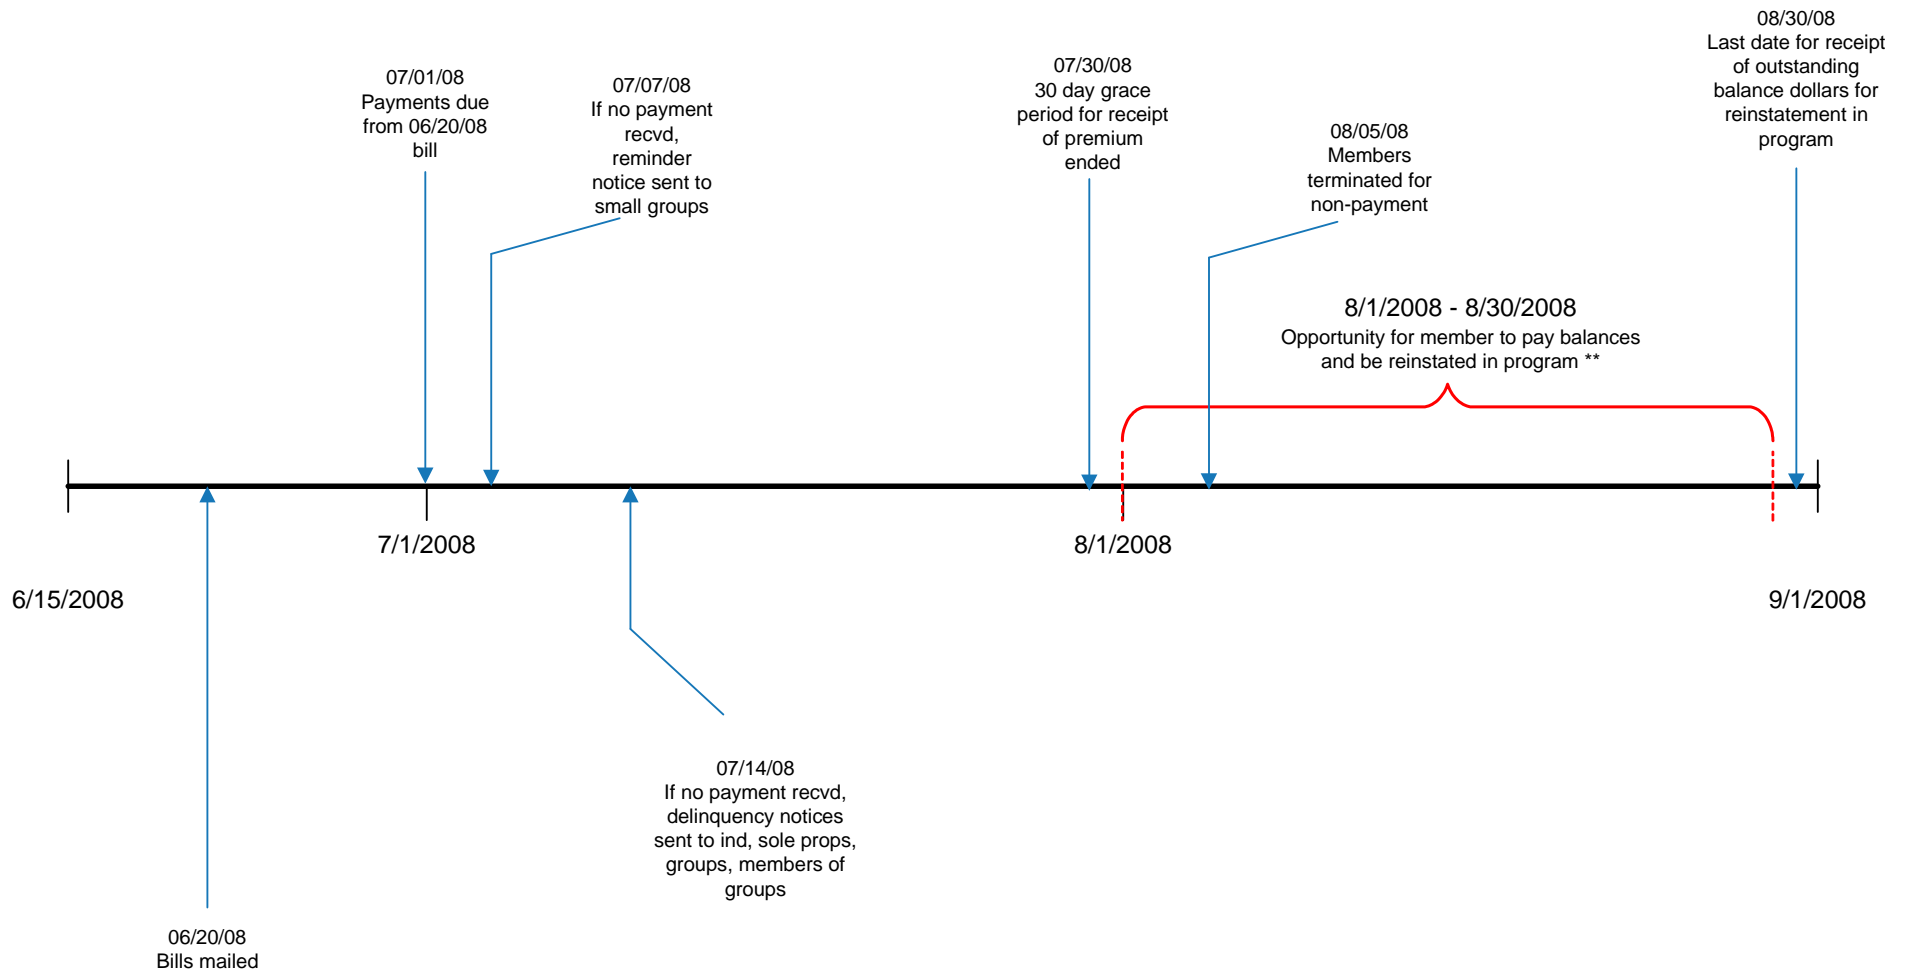 08/30/08
Last date for receipt
of outstanding
balance dollars for
reinstatement in
program
07/01/08
Payments due
from 06/20/08
bill
07/07/08
If no payment
recvd,
reminder
notice sent to
small groups
07/30/08
30 day grace
period for receipt
of premium
ended
08/05/08
Members
terminated for
non-payment
8/1/2008 - 8/30/2008
Opportunity for member to pay balances
and be reinstated in program **
7/1/2008
8/1/2008
6/15/2008
9/1/2008
07/14/08
If no payment recvd,
delinquency notices
sent to ind, sole props,
groups, members of
groups
06/20/08
Bills mailed